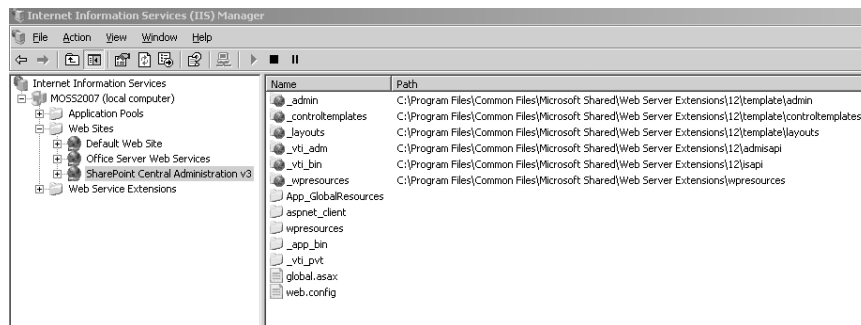 Internet Information Services (IIS) Manager
File Action View Window Help
Internet Information Services
MOSS2007 (local computer)
Application Pools
Web Sites
Default Web Site
Office Server Web Services
SharePoint Central Administration v3
Web Service Extensions
Name Path
_admin C:\Program Files\Common Files\Microsoft Shared\Web Server Extensions\12\template\admin
_controltemplates C:\Program Files\Common Files\Microsoft Shared\Web Server Extensions\12\template\controltemplates
_layouts C:\Program Files\Common Files\Microsoft Shared\Web Server Extensions\12\template\layouts
_vti_adm C:\Program Files\Common Files\Microsoft Shared\Web Server Extensions\12\admisapi
_vti_bin C:\Program Files\Common Files\Microsoft Shared\Web Server Extensions\12\isapi
_wpresources C:\Program Files\Common Files\Microsoft Shared\Web Server Extensions\wpresources
App_GlobalResources
aspnet_client
wpresources
_app_bin
_vti_pvt
global.asax
web.config